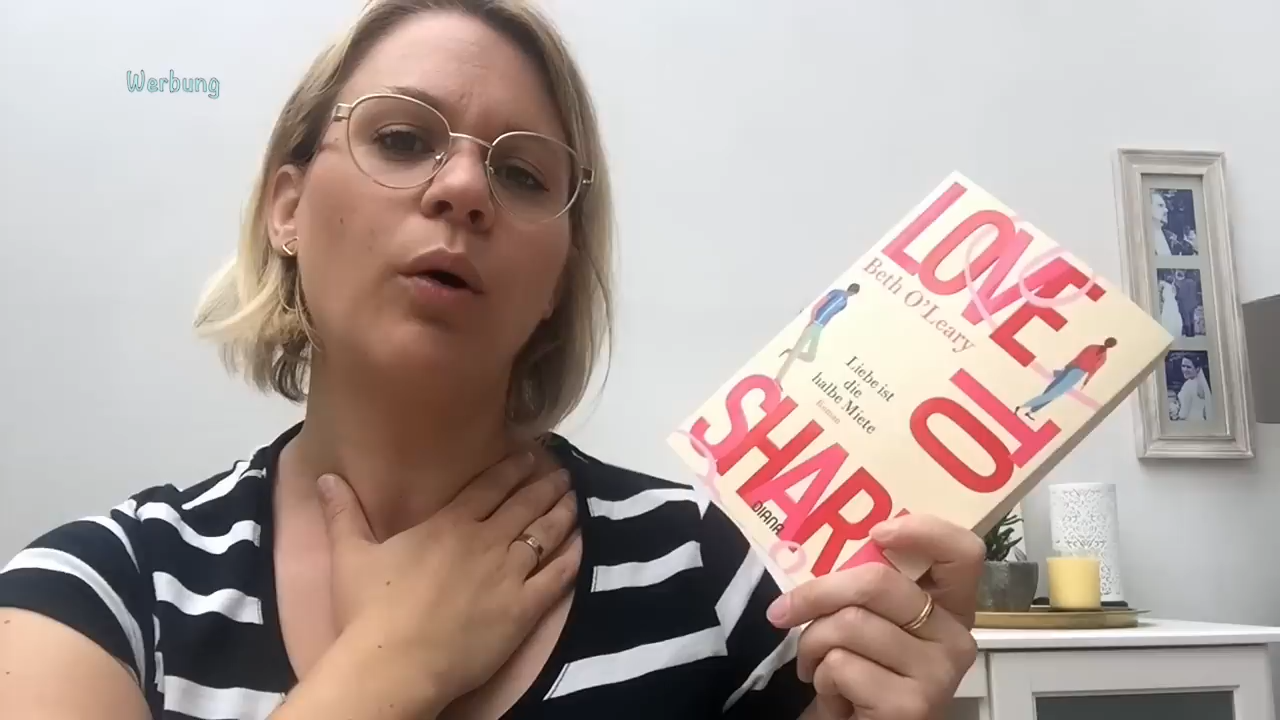 Werbung
LOVE
TO
Beth O'Leary
Liebe ist
die
halbe Miete
Roman
SHARE
DIANA